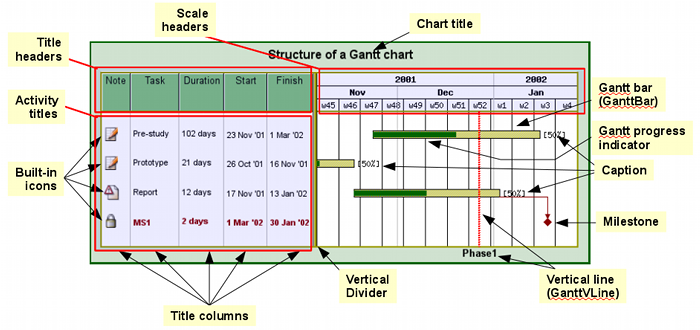 Scale headers
Chart title
Title headers
Structure of a Gantt chart
Note Task Duration Start Finish
2001 2002
Nov Dec Jan
w45 w46 w47 w48 w49 w50 w51 w52 w1 w2 w3 w4
Gantt bar (GanttBar)
Activity titles
Pre-study 102 days 23 Nov '01 1 Mar '02 [50%]
Gantt progress indicator
Prototype 21 days 26 Oct '01 16 Nov '01 [50%]
Caption
Built-in icons
Report 12 days 17 Nov '01 13 Jan '02 [50%]
MS1 2 days 1 Mar '02 30 Jan '02
Milestone
Phase1
Title columns
Vertical Divider
Vertical line (GanttVLine)